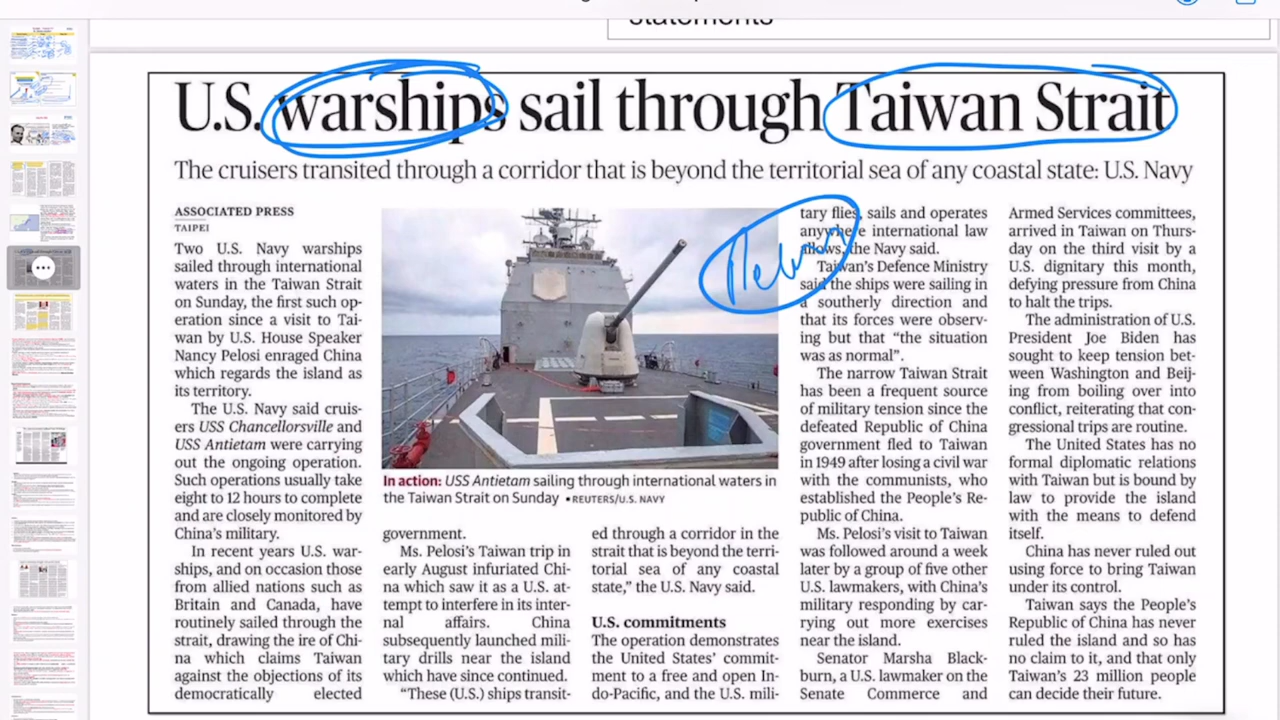 statements
U.S. warships sail through Taiwan Strait
The cruisers transited through a corridor that is beyond the territorial sea of any coastal state: U.S. Navy
ASSOCIATED PRESS
TAIPEI
Two U.S. Navy warships
sailed through international
waters in the Taiwan Strait
on Sunday, the first such op-
eration since a visit to Tai-
wan by U.S. House Speaker
Nancy Pelosi enraged China
which regards the island as
its territory.
The U.S. Navy said cruis-
ers USS Chancellorsville and
USS Antietam were carrying
out the ongoing operation.
Such operations usually take
eight to 12 hours to complete
and are closely monitored by
China's military.
In recent years U.S. war-
ships, and on occasion those
from allied nations such as
Britain and Canada, have
routinely sailed through the
strait, drawing the ire of Chi-
na which claims Taiwan
against the objections of its
democratically elected
In action: USS Antietam sailing through international waters in
the Taiwan Strait on Sunday. • REUTERS/U.S. NAVY
government.
Ms. Pelosi's Taiwan trip in
early August infuriated Chi-
na which saw it as a U.S. at-
tempt to interfere in its inter-
nal affairs. China
subsequently launched mili-
tary drills near the island
which have since continued.
"These (U.S.) ships transit-
ed through a corridor in the
strait that is beyond the terri-
torial sea of any coastal
state," the U.S. Navy said.
U.S. commitment
The operation demonstrates
the United States' commit-
ment to a free and open In-
do-Pacific, and the U.S. mili-
tary flies, sails and operates
anywhere international law
allows, the Navy said.
Taiwan's Defence Ministry
said the ships were sailing in
a southerly direction and
that its forces were observ-
ing but that "the situation
was normal".
The narrow Taiwan Strait
has been a frequent source
of military tension since the
defeated Republic of China
government fled to Taiwan
in 1949 after losing a civil war
with the communists, who
established the People's Re-
public of China.
Ms. Pelosi's visit to Taiwan
was followed around a week
later by a group of five other
U.S. lawmakers, with China's
military responding by car-
rying out more exercises
near the island.
Senator Marsha Black-
burn, a U.S. lawmaker on the
Senate Commerce and
Armed Services committees,
arrived in Taiwan on Thurs-
day on the third visit by a
U.S. dignitary this month,
defying pressure from China
to halt the trips.
The administration of U.S.
President Joe Biden has
sought to keep tension bet-
ween Washington and Beij-
ing from boiling over into
conflict, reiterating that con-
gressional trips are routine.
The United States has no
formal diplomatic relations
with Taiwan but is bound by
law to provide the island
with the means to defend
itself.
China has never ruled out
using force to bring Taiwan
under its control.
Taiwan says the People's
Republic of China has never
ruled the island and so has
no claim to it, and that only
Taiwan's 23 million people
can decide their future.